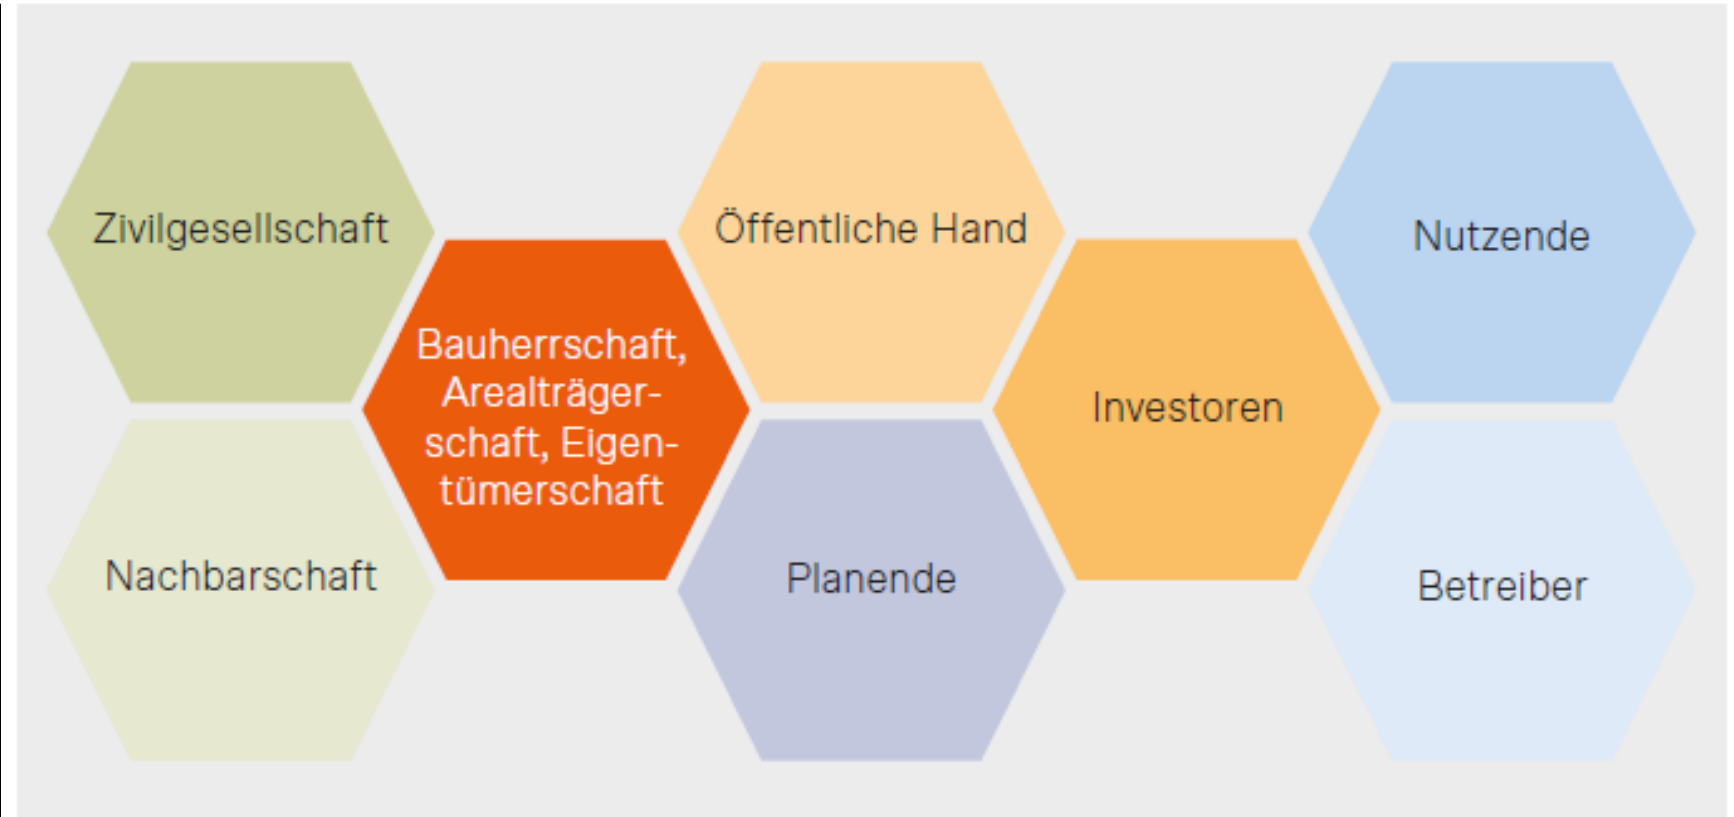 Zivilgesellschaft
Öffentliche Hand
Nutzende
Bauherrschaft,
Arealträger-
schaft, Eigen-
tümerschaft
Investoren
Nachbarschaft
Planende
Betreiber